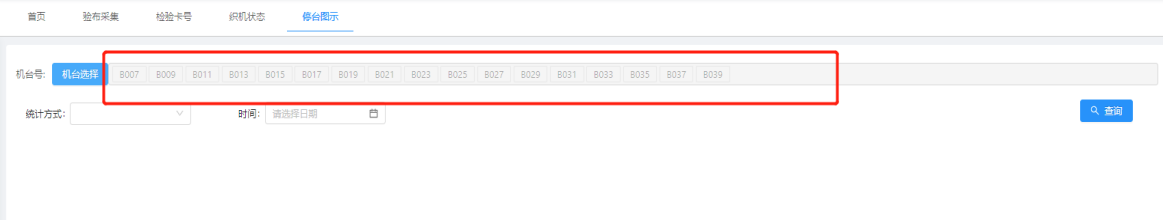 首页 验布采集 检验卡号 织机状态 停台图示
机台号: 机台选择 B007 B009 B011 B013 B015 B017 B019 B021 B023 B025 B027 B029 B031 B033 B035 B037 B039
统计方式: 时间: 请选择日期 查询